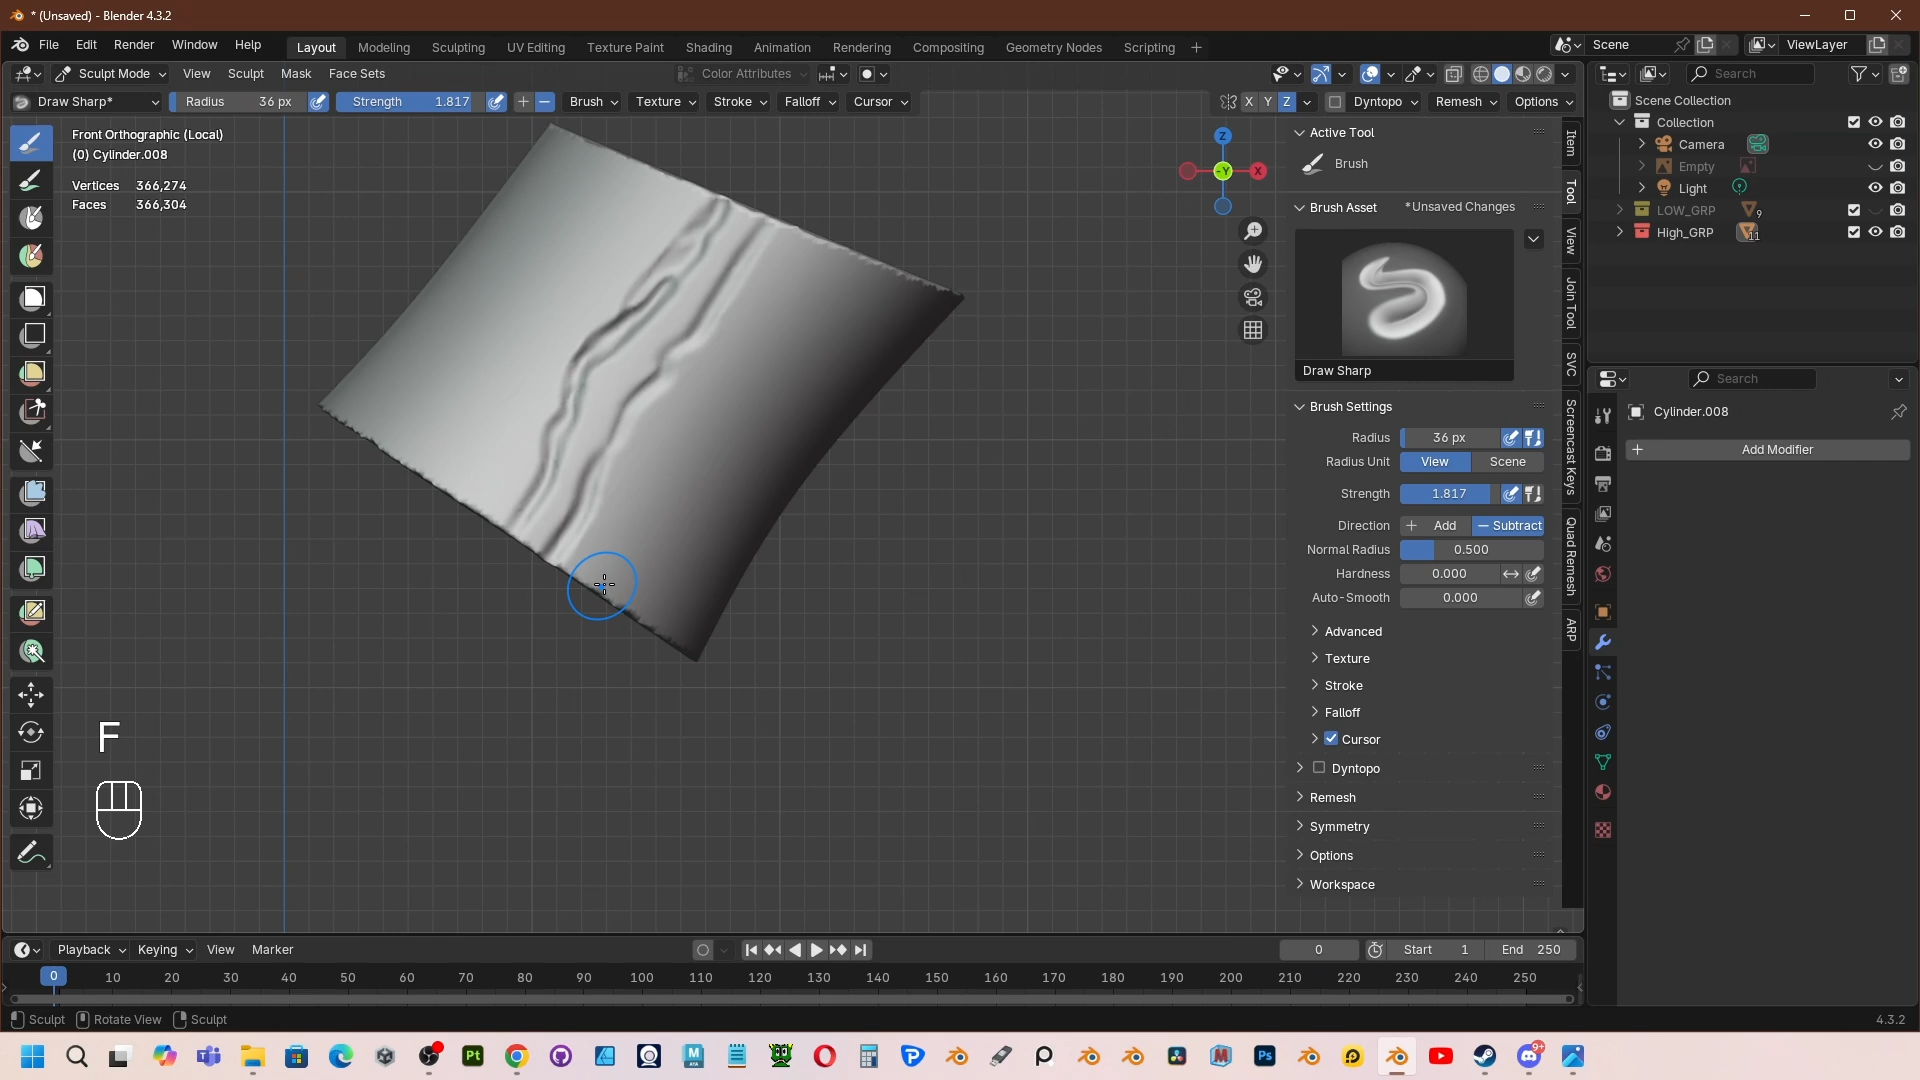 * (Unsaved) - Blender 4.3.2
File Edit Render Window Help Layout Modeling Sculpting UV Editing Texture Paint Shading Animation Rendering Compositing Geometry Nodes Scripting + Scene ViewLayer
Sculpt Mode View Sculpt Mask Face Sets Color Attributes Search
Draw Sharp* Radius 36 px Strength 1.817 Brush Texture Stroke Falloff Cursor X Y Z Dyntopo Remesh Options
Front Orthographic (Local)
(0) Cylinder.008
Vertices 366,274
Faces 366,304
Z
X
-Y
F
Active Tool
Brush
Brush Asset *Unsaved Changes
Draw Sharp
Brush Settings
Radius 36 px
Radius Unit View Scene
Strength 1.817
Direction Add Subtract
Normal Radius 0.500
Hardness 0.000
Auto-Smooth 0.000
Advanced
Texture
Stroke
Falloff
Cursor
Dyntopo
Remesh
Symmetry
Options
Workspace
Item
Tool
View
Join Tool
SVC
Screencast Keys
Quad Remesh
ARP
Scene Collection
Collection
Camera
Empty
Light
LOW_GRP 9
High_GRP 11
Search
Cylinder.008
Add Modifier
Playback Keying View Marker 0 Start 1 End 250
0 10 20 30 40 50 60 70 80 90 100 110 120 130 140 150 160 170 180 190 200 210 220 230 240 250
Sculpt Rotate View Sculpt 4.3.2
Pt M Ps 9+